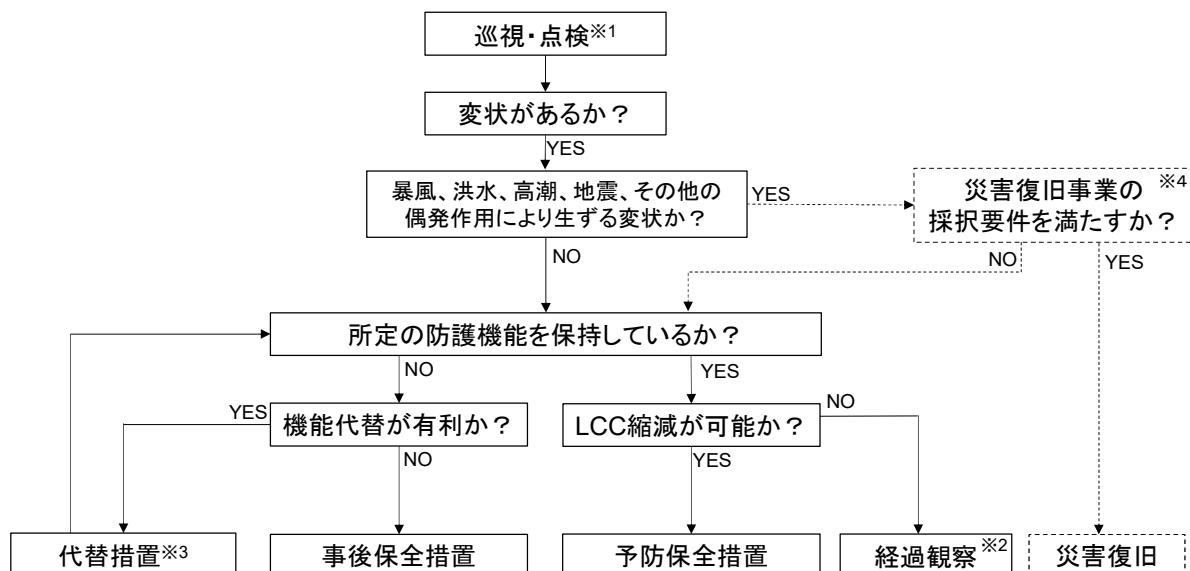 巡視・点検※1
変状があるか？
YES
暴風、洪水、高潮、地震、その他の
偶発作用により生ずる変状か？
YES
災害復旧事業の※4
採択要件を満たすか？
NO
NO
YES
所定の防護機能を保持しているか？
NO
YES
YES
機能代替が有利か？
LCC縮減が可能か？
NO
NO
YES
代替措置※3
事後保全措置
予防保全措置
経過観察※2
災害復旧